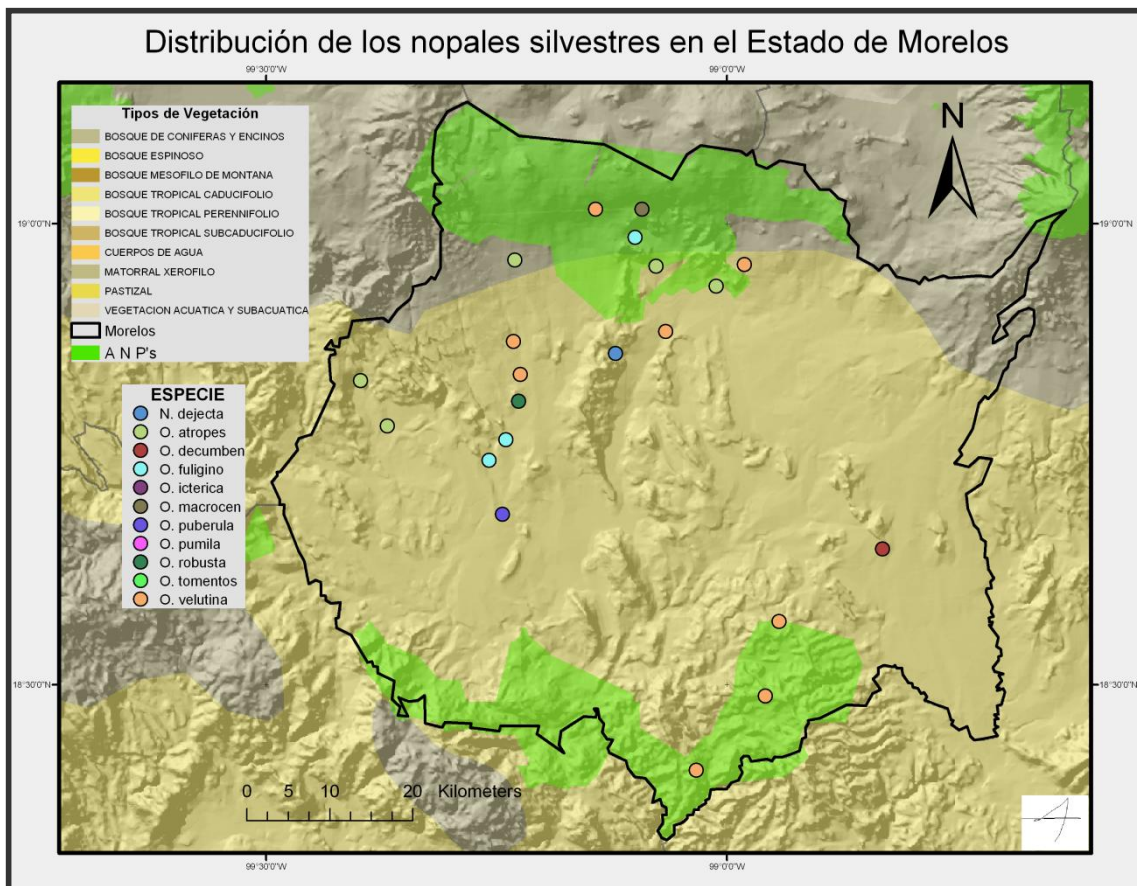 Distribución de los nopales silvestres en el Estado de Morelos
99°30'0"W
99°0'0"W
Tipos de Vegetación
BOSQUE DE CONIFERAS Y ENCINOS
BOSQUE ESPINOSO
BOSQUE MESOFILO DE MONTANA
BOSQUE TROPICAL CADUCIFOLIO
BOSQUE TROPICAL PERENNIFOLIO
BOSQUE TROPICAL SUBCADUCIFOLIO
CUERPOS DE AGUA
MATORRAL XEROFILO
PASTIZAL
VEGETACION ACUATICA Y SUBACUATICA
Morelos
A N P's
N
19°0'0"N
19°0'0"N
ESPECIE
N. dejecta
O. atropes
O. decumben
O. fuligino
O. icterica
O. macrocen
O. puberula
O. pumila
O. robusta
O. tomentos
O. velutina
18°30'0"N
18°30'0"N
0 5 10 20 Kilometers
99°30'0"W
99°0'0"W